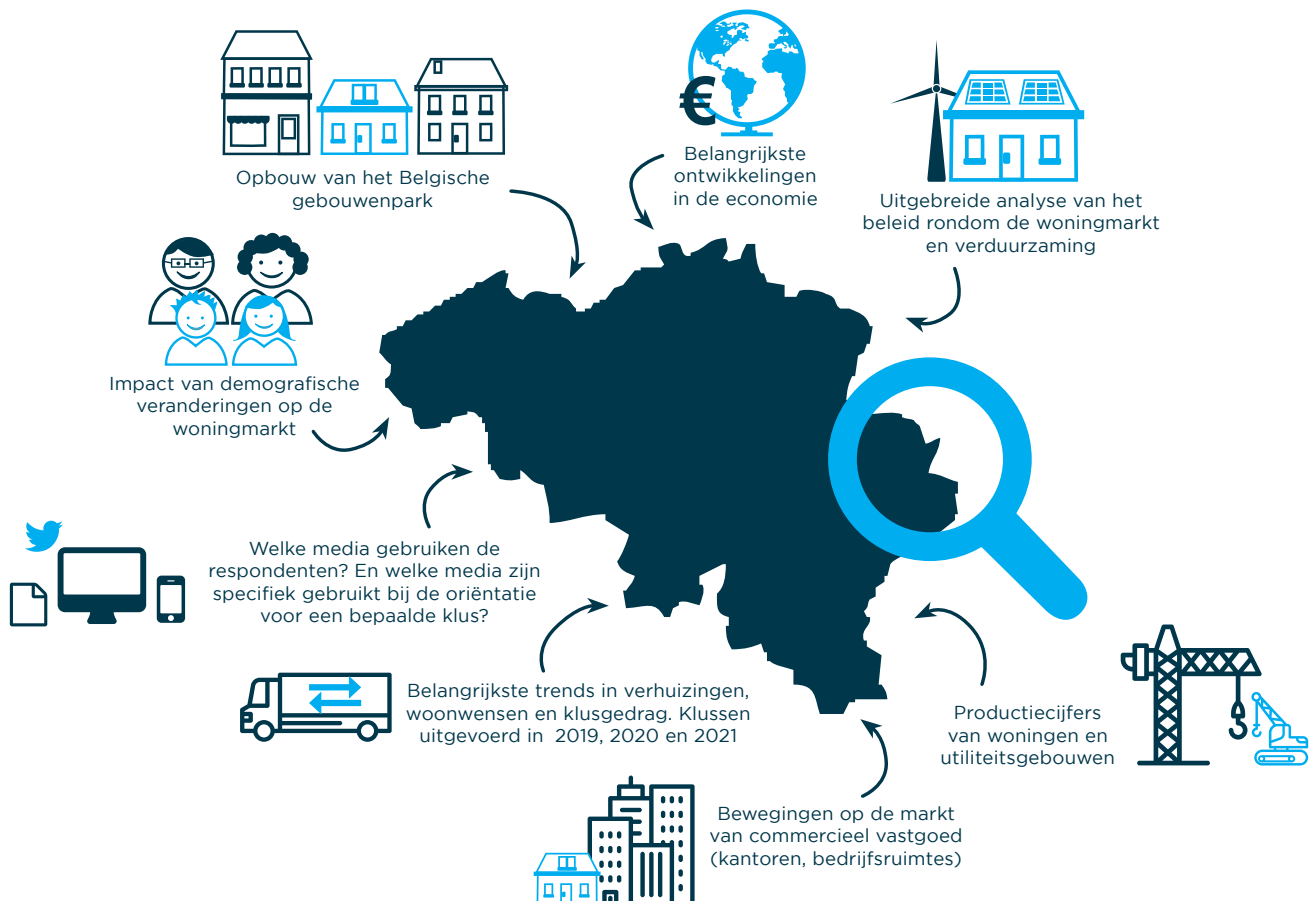 Opbouw van het Belgische
gebouwenpark
€
Belangrijkste
ontwikkelingen
in de economie
Uitgebreide analyse van het
beleid rondom de woningmarkt
en verduurzaming
Impact van demografische
veranderingen op de
woningmarkt
Welke media gebruiken de
respondenten? En welke media zijn
specifiek gebruikt bij de oriëntatie
voor een bepaalde klus?
Belangrijkste trends in verhuizingen,
woonwensen en klusgedrag. Klussen
uitgevoerd in 2019, 2020 en 2021
Productiecijfers
van woningen en
utiliteitsgebouwen
Bewegingen op de markt
van commercieel vastgoed
(kantoren, bedrijfsruimtes)